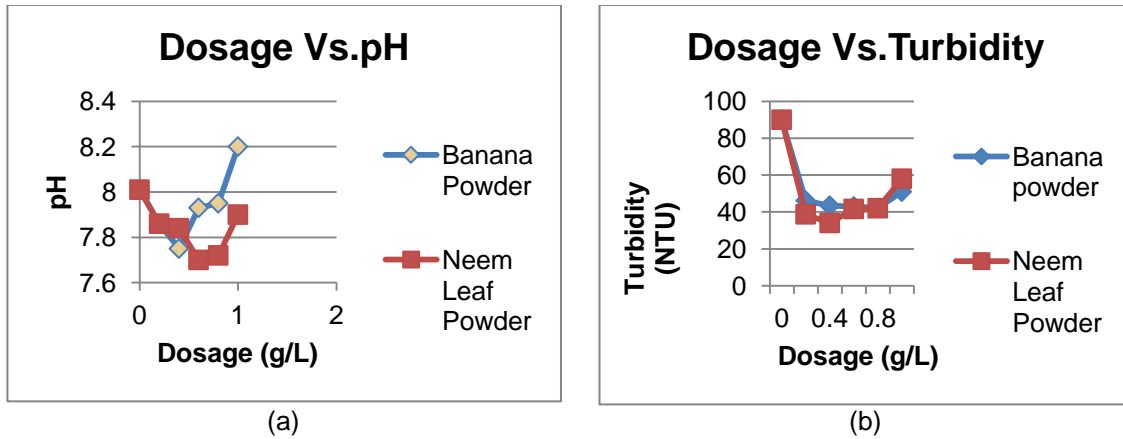 Dosage Vs.pH
8.4
8.2
8
7.8
7.6
pH
0 1 2
Dosage (g/L)
Banana
Powder
Neem
Leaf
Powder
(a)
Dosage Vs.Turbidity
100
80
60
40
20
0
Turbidity
(NTU)
0 0.4 0.8
Dosage (g/L)
Banana
powder
Neem
Leaf
Powder
(b)